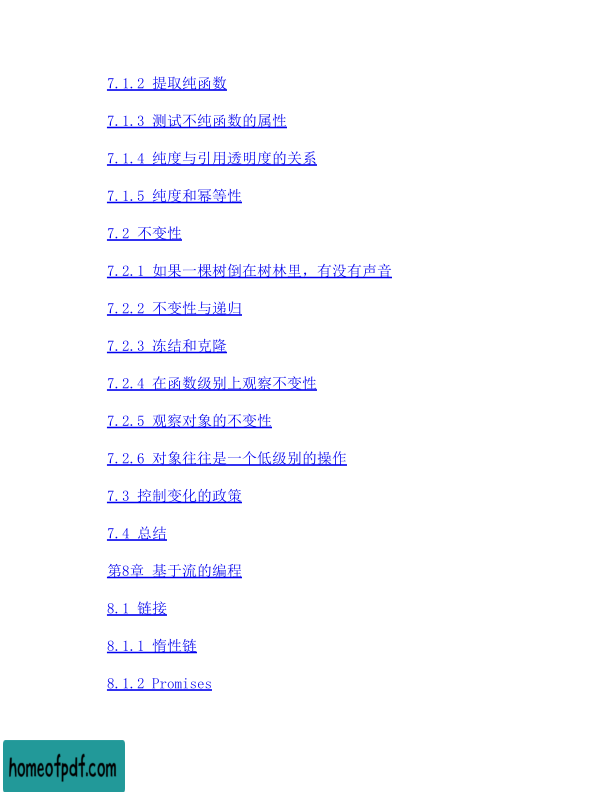 7.1.2 提取纯函数
7.1.3 测试不纯函数的属性
7.1.4 纯度与引用透明度的关系
7.1.5 纯度和幂等性
7.2 不变性
7.2.1 如果一棵树倒在树林里，有没有声音
7.2.2 不变性与递归
7.2.3 冻结和克隆
7.2.4 在函数级别上观察不变性
7.2.5 观察对象的不变性
7.2.6 对象往往是一个低级别的操作
7.3 控制变化的政策
7.4 总结
第8章 基于流的编程
8.1 链接
8.1.1 惰性链
8.1.2 Promises
homeofpdf.com